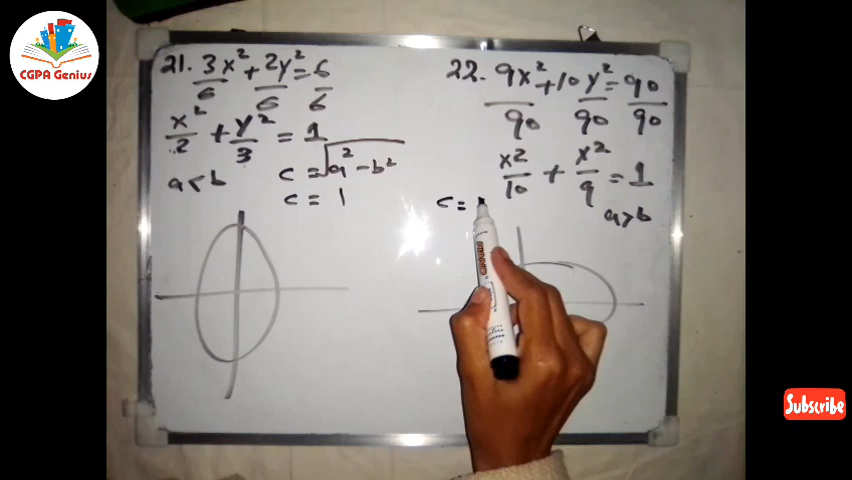 CGPA Genius
21. 3x²/6 + 2y²/6 = 6/6
x²/2 + y²/3 = 1
a < b
c = √a² - b²
c = 1
22. 9x²/90 + 10y²/90 = 90/90
x²/10 + x²/9 = 1
a > b
c =
Subscribe